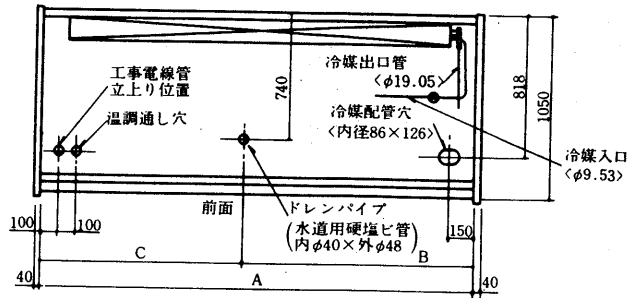 工事電線管
立上り位置
温調通し穴
740
冷媒出口管
<φ19.05>
冷媒配管穴
<内径86×126>
818
1050
冷媒入口
<φ9.53>
前面
ドレンパイプ
(水道用硬塩ビ管
内φ40×外φ48)
100
100
150
C
B
A
40
40